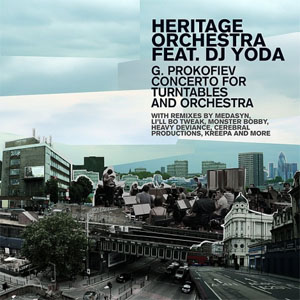 HERITAGE
ORCHESTRA
FEAT. DJ YODA
G. PROKOFIEV
CONCERTO FOR
TURNTABLES
AND ORCHESTRA
WITH REMIXES BY MEDASYN,
LI'LL BO TWEAK, MONSTER BOBBY,
HEAVY DEVIANCE, CEREBRAL
PRODUCTIONS, KREEPA AND MORE